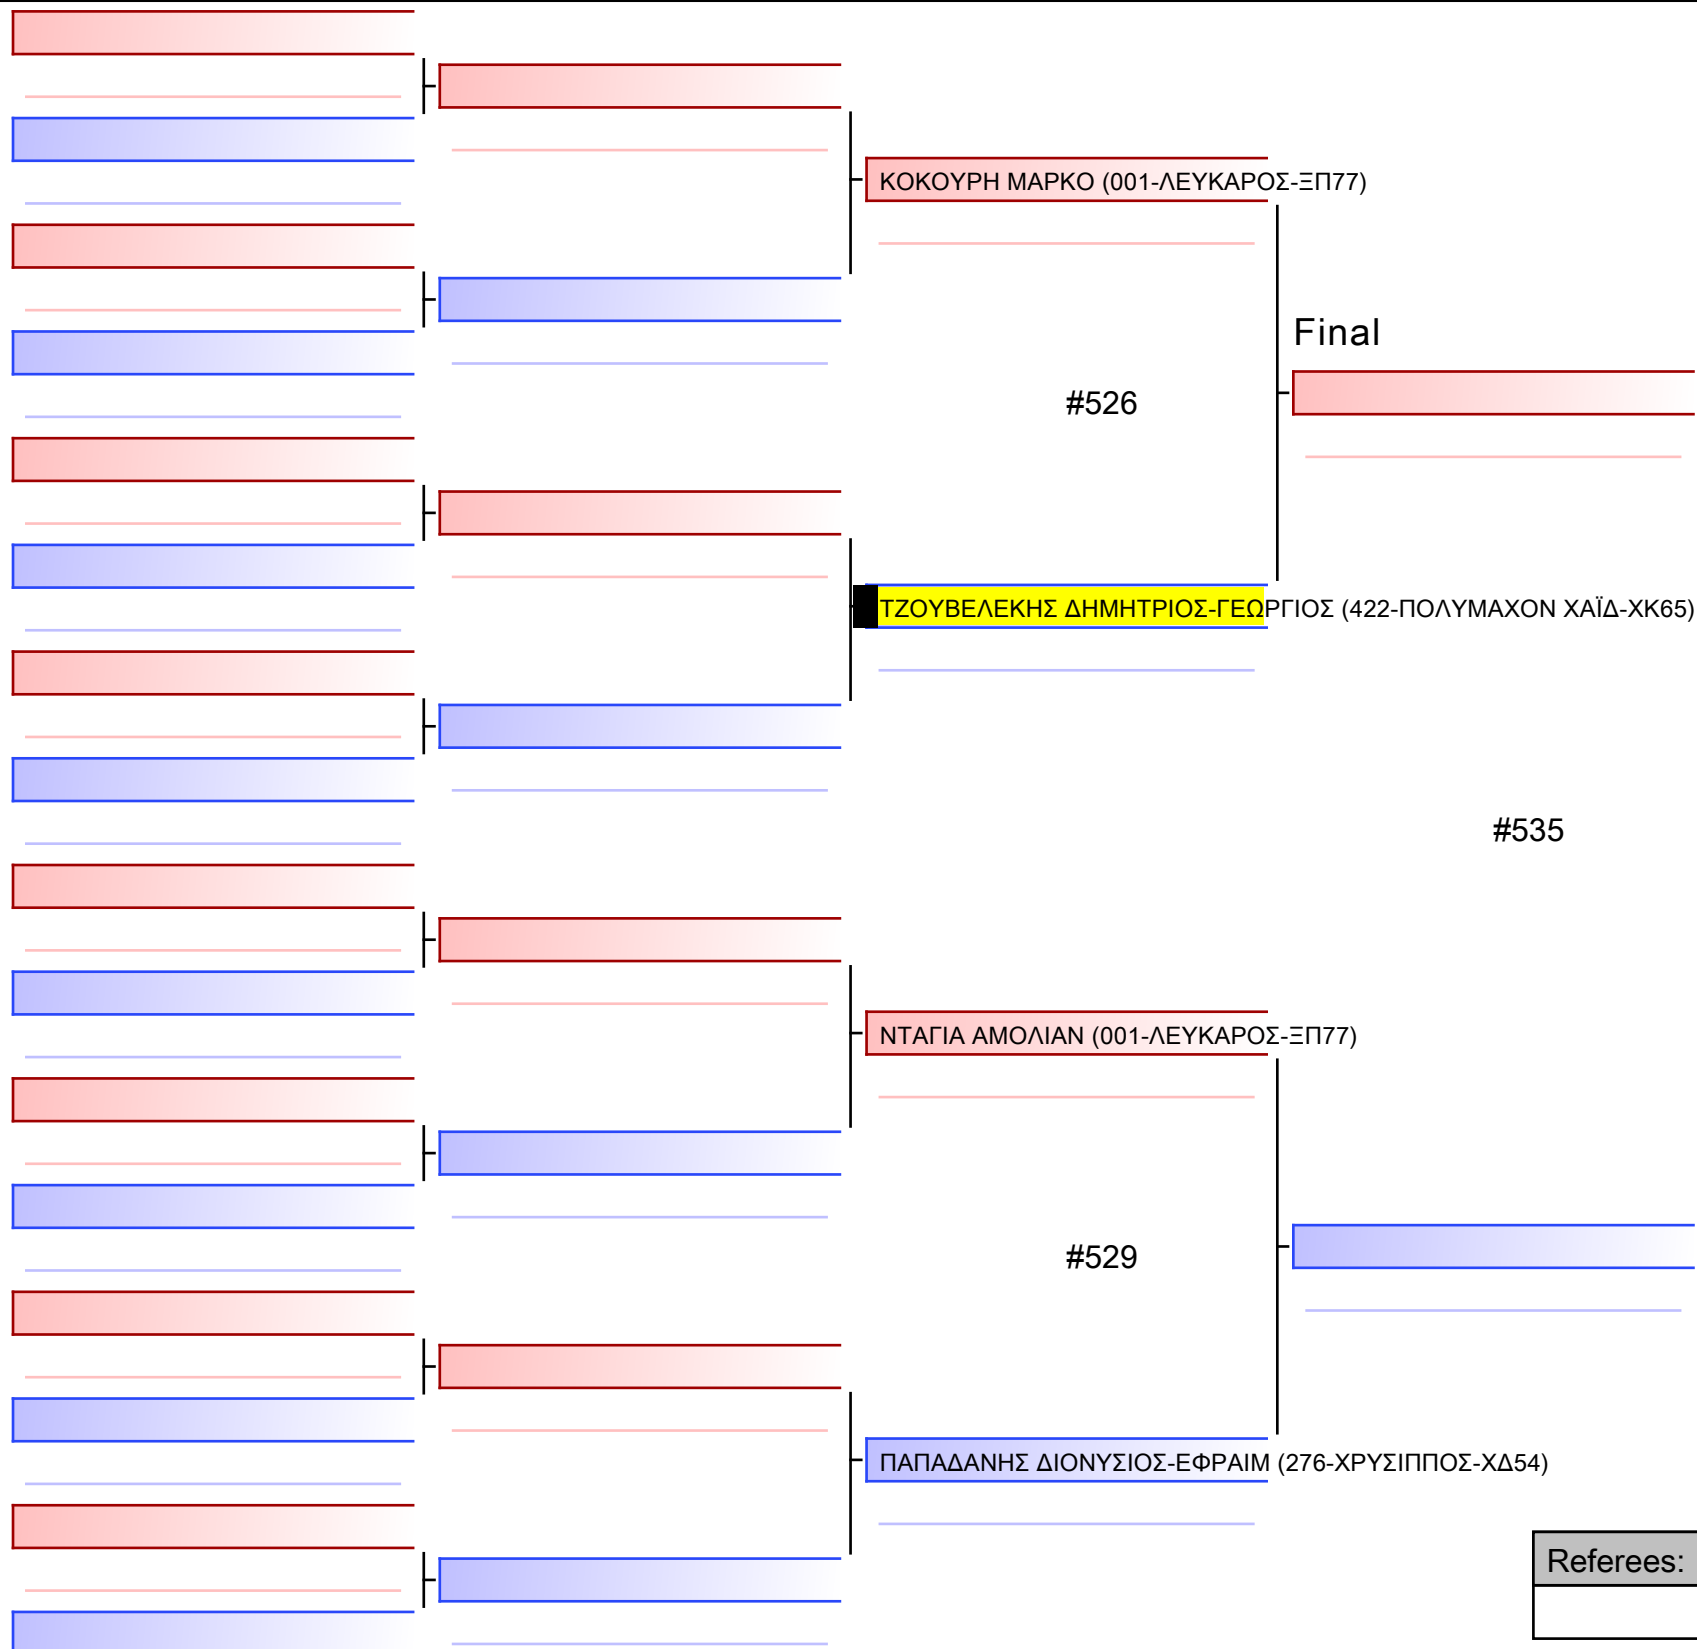 ΚΟΚΟΥΡΗ ΜΑΡΚΟ (001-ΛΕΥΚΑΡΟΣ-ΞΠ77)
Final
#526
ΤΖΟΥΒΕΛΕΚΗΣ ΔΗΜΗΤΡΙΟΣ-ΓΕΩΡΓΙΟΣ (422-ΠΟΛΥΜΑΧΟΝ ΧΑΪΔ-ΧΚ65)
#535
ΝΤΑΓΙΑ ΑΜΟΛΙΑΝ (001-ΛΕΥΚΑΡΟΣ-ΞΠ77)
#529
ΠΑΠΑΔΑΝΗΣ ΔΙΟΝΥΣΙΟΣ-ΕΦΡΑΙΜ (276-ΧΡΥΣΙΠΠΟΣ-ΧΔ54)
Referees: